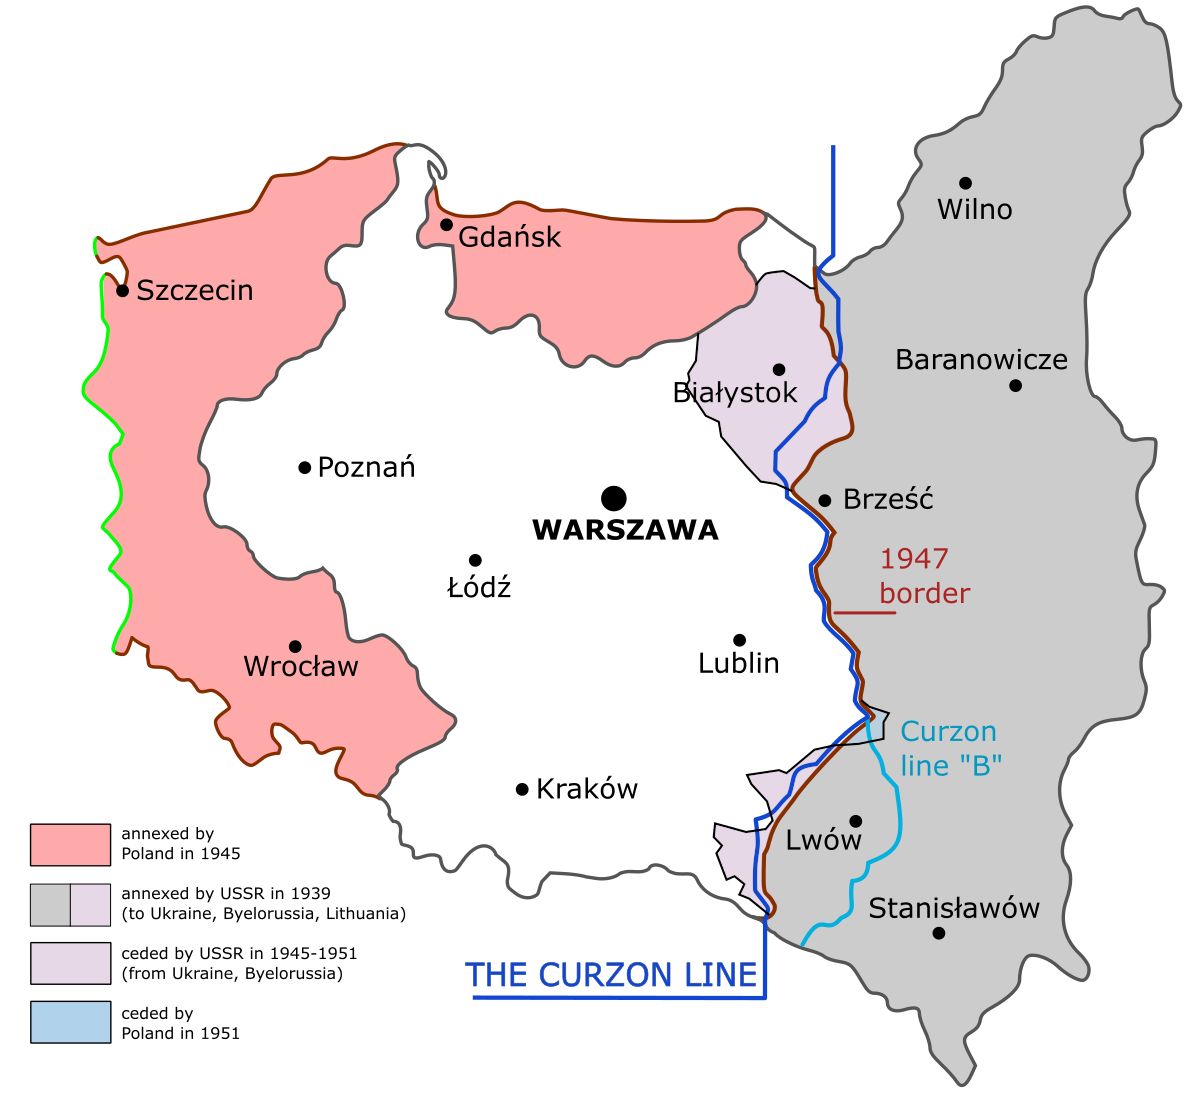 Wilno
Gdańsk
Szczecin
Baranowicze
Białystok
Poznań
Brześć
WARSZAWA
1947
border
Łódź
Lublin
Wrocław
Curzon
line "B"
Kraków
Lwów
annexed by
Poland in 1945
annexed by USSR in 1939
(to Ukraine, Byelorussia, Lithuania)
Stanisławów
ceded by USSR in 1945-1951
(from Ukraine, Byelorussia)
THE CURZON LINE
ceded by
Poland in 1951